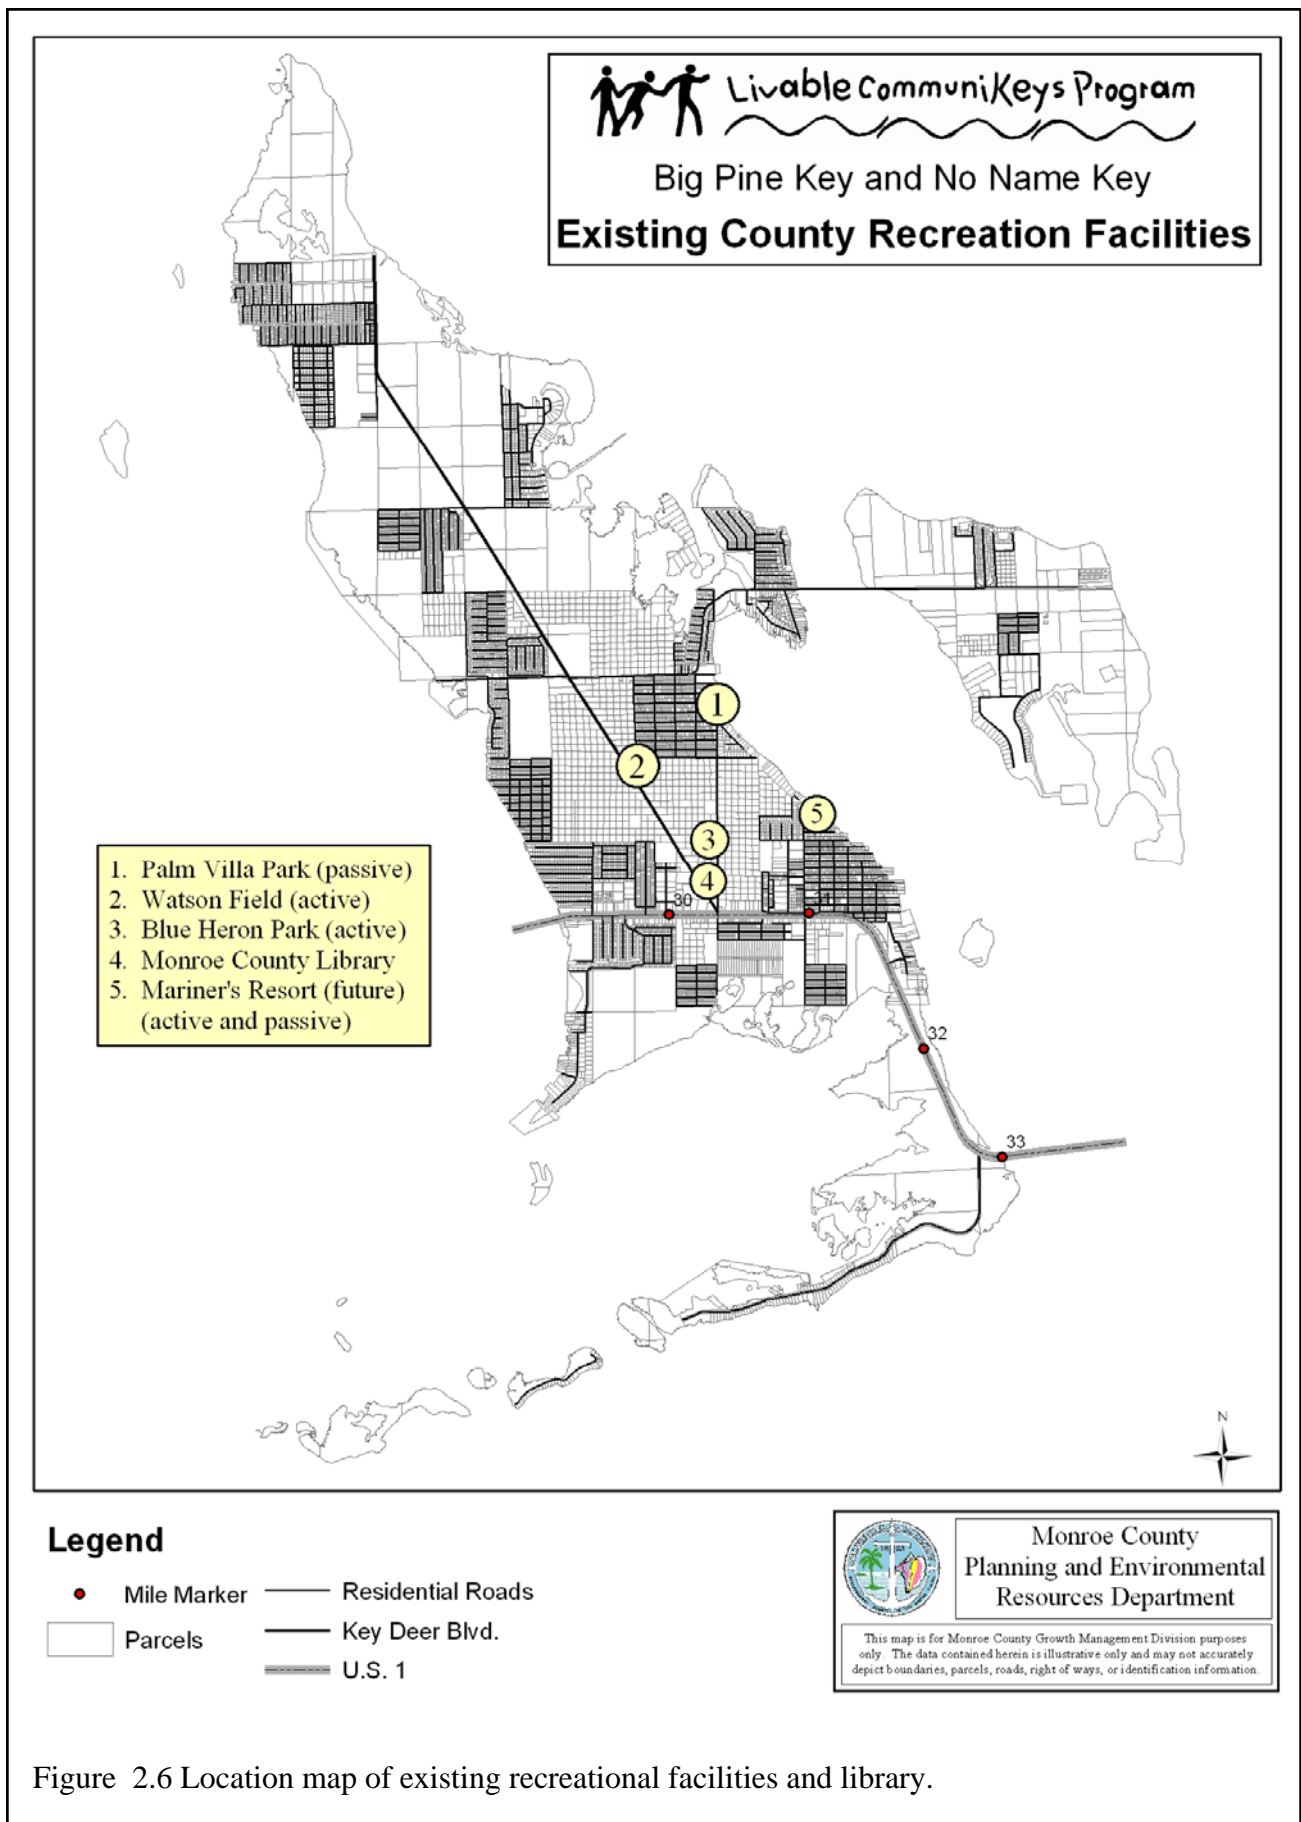 Livable CommuniKeys Program
Big Pine Key and No Name Key
Existing County Recreation Facilities
1
2
3
4
5
1. Palm Villa Park (passive)
2. Watson Field (active)
3. Blue Heron Park (active)
4. Monroe County Library
5. Mariner's Resort (future)
(active and passive)
30
31
32
33
N
Legend
Mile Marker
Parcels
Residential Roads
Key Deer Blvd.
U.S. 1
Monroe County
Planning and Environmental
Resources Department
This map is for Monroe County Growth Management Division purposes
only. The data contained herein is illustrative only and may not accurately
depict boundaries, parcels, roads, right of ways, or identification information.
Figure 2.6 Location map of existing recreational facilities and library.